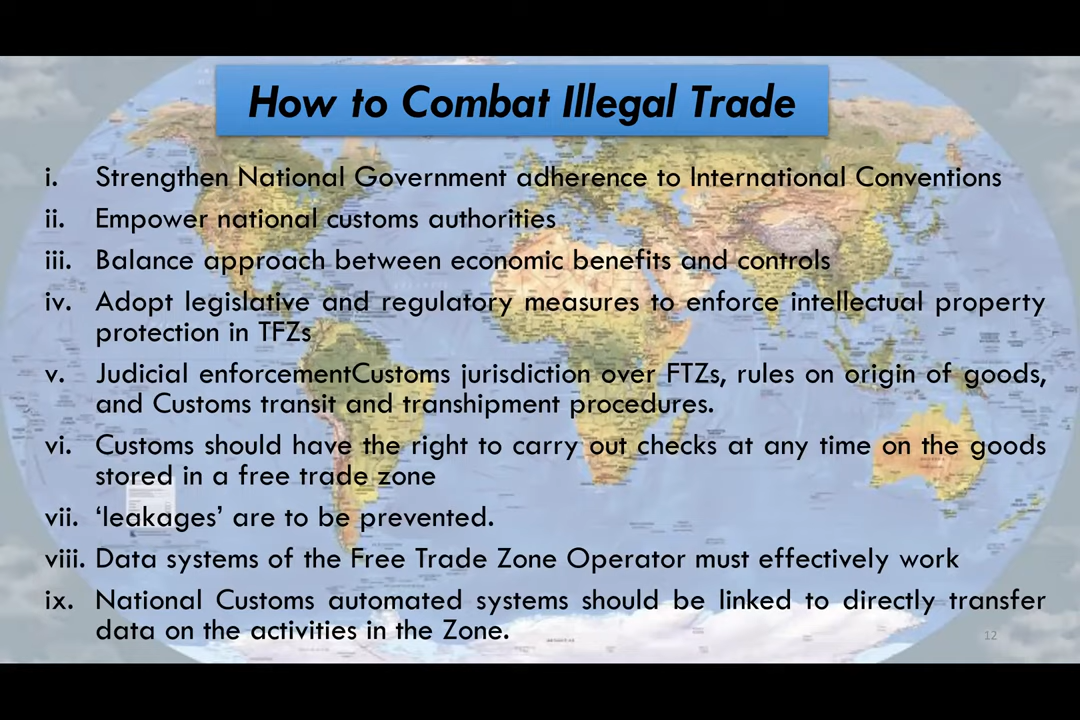 How to Combat Illegal Trade
i. Strengthen National Government adherence to International Conventions
ii. Empower national customs authorities
iii. Balance approach between economic benefits and controls
iv. Adopt legislative and regulatory measures to enforce intellectual property
protection in TFZs
v. Judicial enforcementCustoms jurisdiction over FTZs, rules on origin of goods,
and Customs transit and transhipment procedures.
vi. Customs should have the right to carry out checks at any time on the goods
stored in a free trade zone
vii. ‘leakages’ are to be prevented.
viii. Data systems of the Free Trade Zone Operator must effectively work
ix. National Customs automated systems should be linked to directly transfer
data on the activities in the Zone.
12